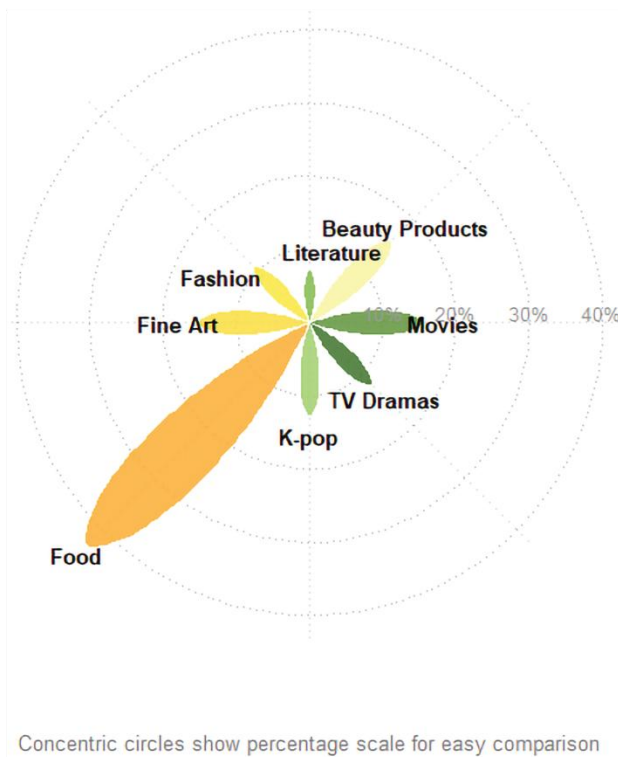 Beauty Products
Literature
Fashion
10% 20% 30% 40%
Fine Art
Movies
TV Dramas
K-pop
Food
Concentric circles show percentage scale for easy comparison